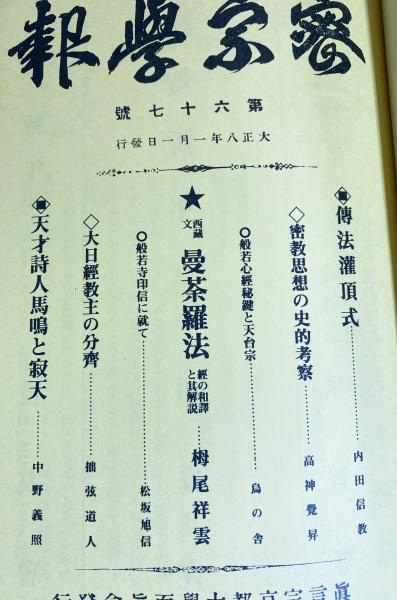 密宗學報
第六十七號
大正八年一月一日發行
傳法灌頂式 內田信教
密教思想の史的考察 高神覺昇
般若心經秘鍵と天台宗 鳥の舍
西藏文 曼荼羅法 經の和譯と其解說 栂尾祥雲
般若寺印信に就て 松坂旭信
大日經教主の分齊 拙弦道人
天才詩人馬鳴と寂天 中野義照